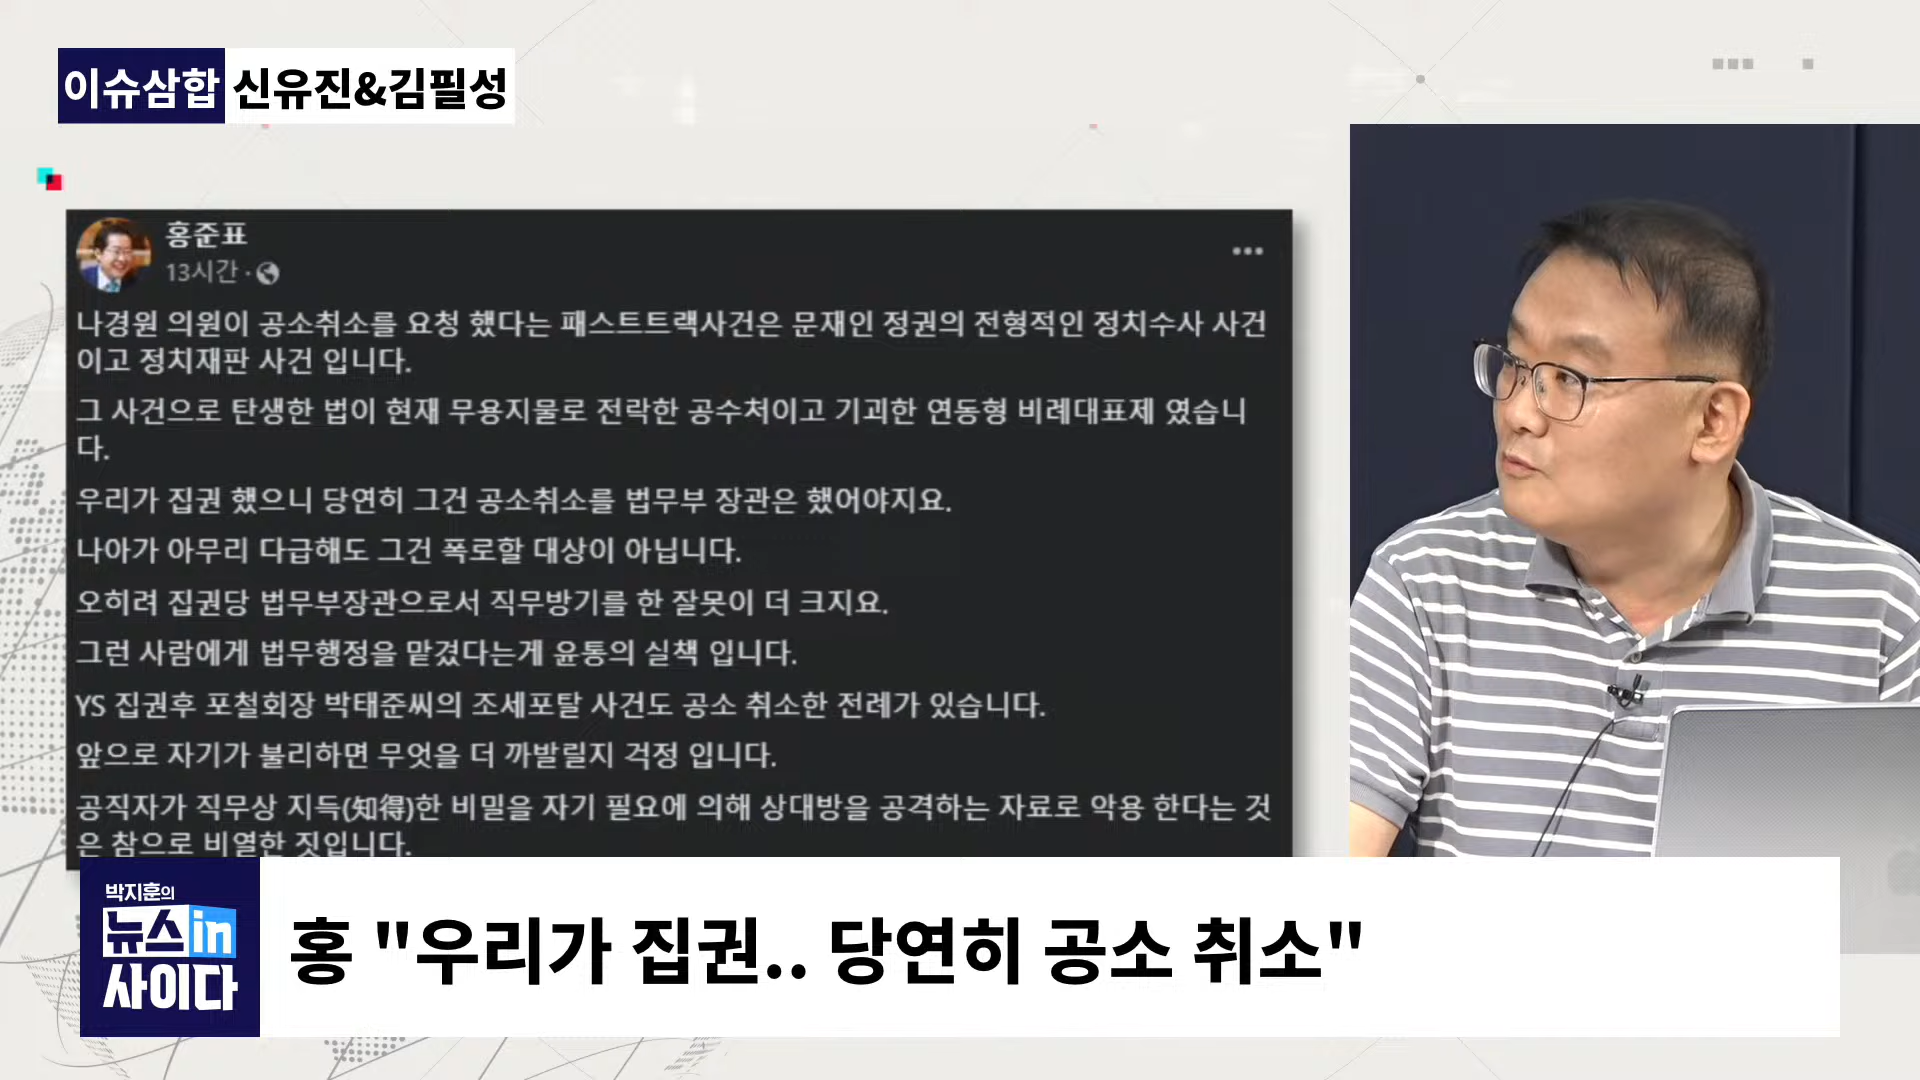 이슈삼합 신유진&김필성
홍준표
13시간 ·
나경원 의원이 공소취소를 요청 했다는 패스트트랙사건은 문재인 정권의 전형적인 정치수사 사건
이고 정치재판 사건 입니다.
그 사건으로 탄생한 법이 현재 무용지물로 전락한 공수처이고 기괴한 연동형 비례대표제 였습니
다.
우리가 집권 했으니 당연히 그건 공소취소를 법무부 장관은 했어야지요.
나아가 아무리 다급해도 그건 폭로할 대상이 아닙니다.
오히려 집권당 법무부장관으로서 직무방기를 한 잘못이 더 크지요.
그런 사람에게 법무행정을 맡겼다는게 윤통의 실책 입니다.
YS 집권후 포철회장 박태준씨의 조세포탈 사건도 공소 취소한 전례가 있습니다.
앞으로 자기가 불리하면 무엇을 더 까발릴지 걱정 입니다.
공직자가 직무상 지득(知得)한 비밀을 자기 필요에 의해 상대방을 공격하는 자료로 악용 한다는 것
은 참으로 비열한 짓입니다.
박지훈의
뉴스in
사이다
홍 "우리가 집권.. 당연히 공소 취소"